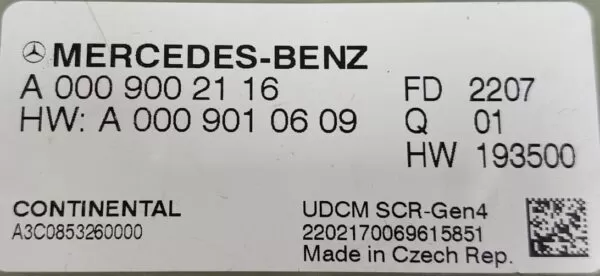 MERCEDES-BENZ
A 000 900 21 16 FD 2207
HW: A 000 901 06 09 Q 01
HW 193500
CONTINENTAL UDCM SCR-Gen4
A3C0853260000 2202170069615851
Made in Czech Rep.